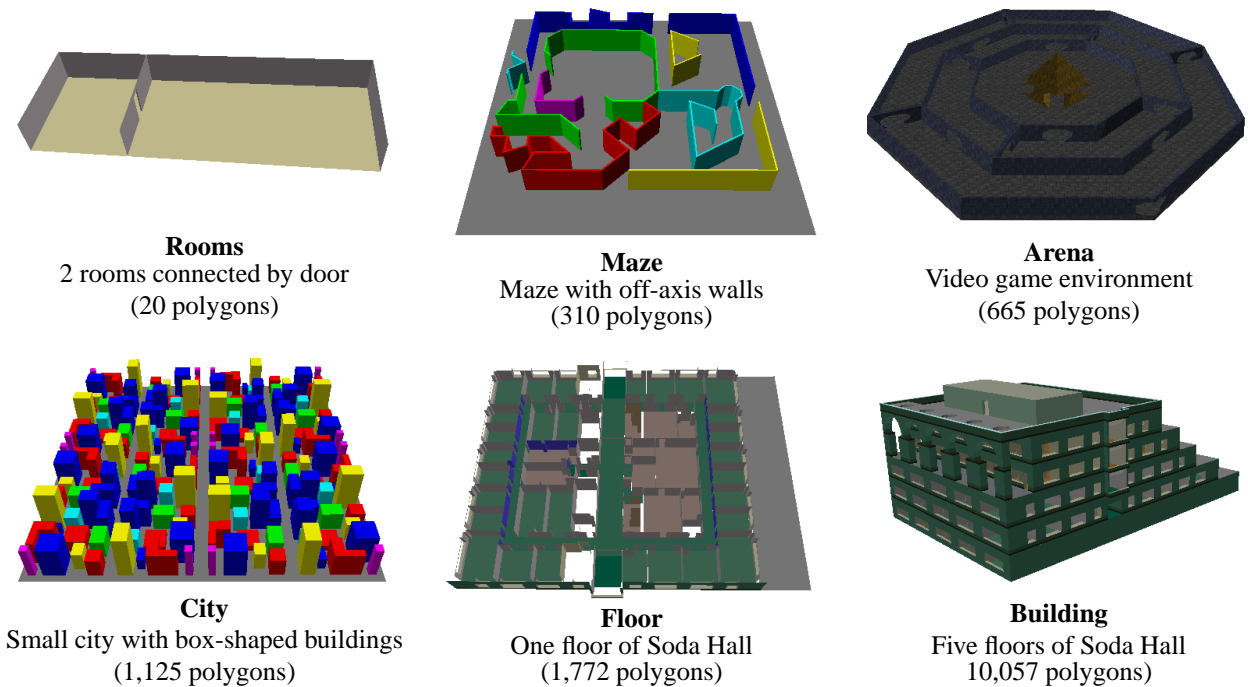 Rooms
2 rooms connected by door
(20 polygons)
Maze
Maze with off-axis walls
(310 polygons)
Arena
Video game environment
(665 polygons)
City
Small city with box-shaped buildings
(1,125 polygons)
Floor
One floor of Soda Hall
(1,772 polygons)
Building
Five floors of Soda Hall
10,057 polygons)